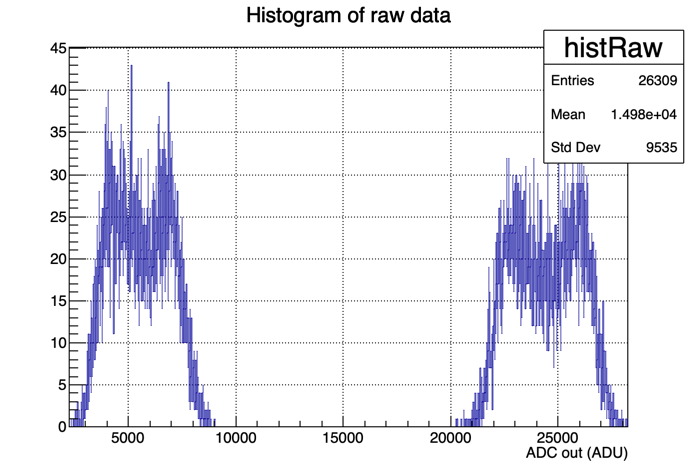 Histogram of raw data
histRaw
Entries 26309
Mean 1.498e+04
Std Dev 9535
45
40
35
30
25
20
15
10
5
0
5000 10000 15000 20000 25000
ADC out (ADU)